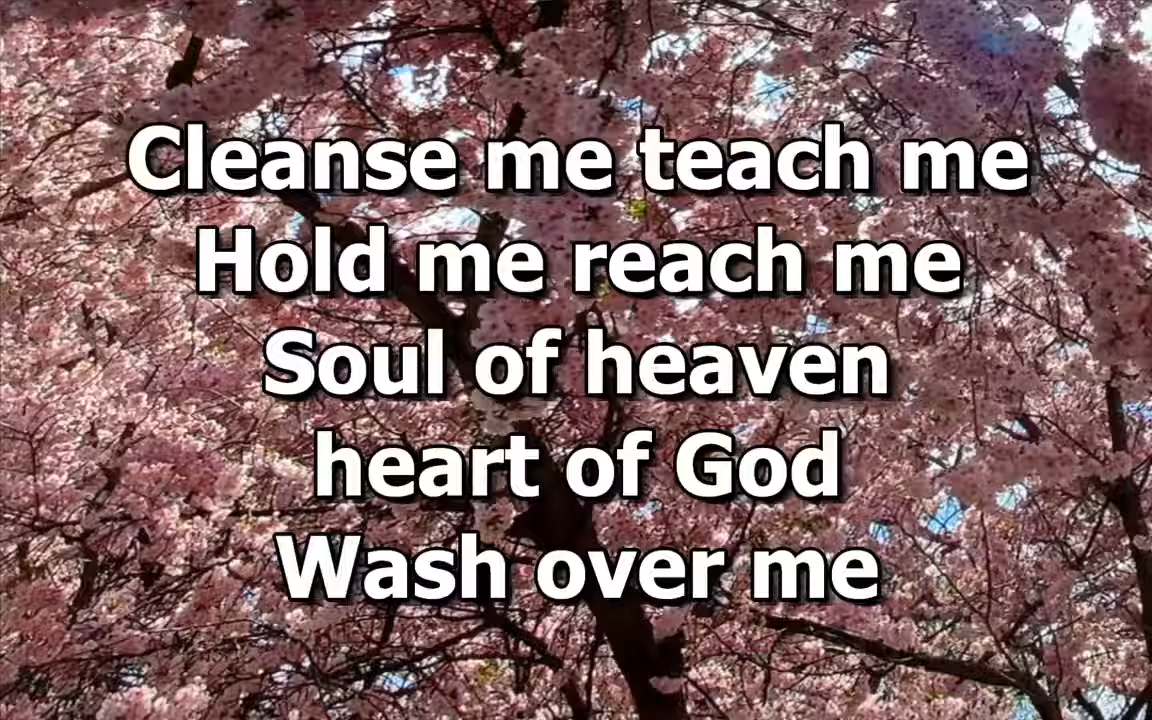 Cleanse me teach me
Hold me reach me
Soul of heaven
heart of God
Wash over me